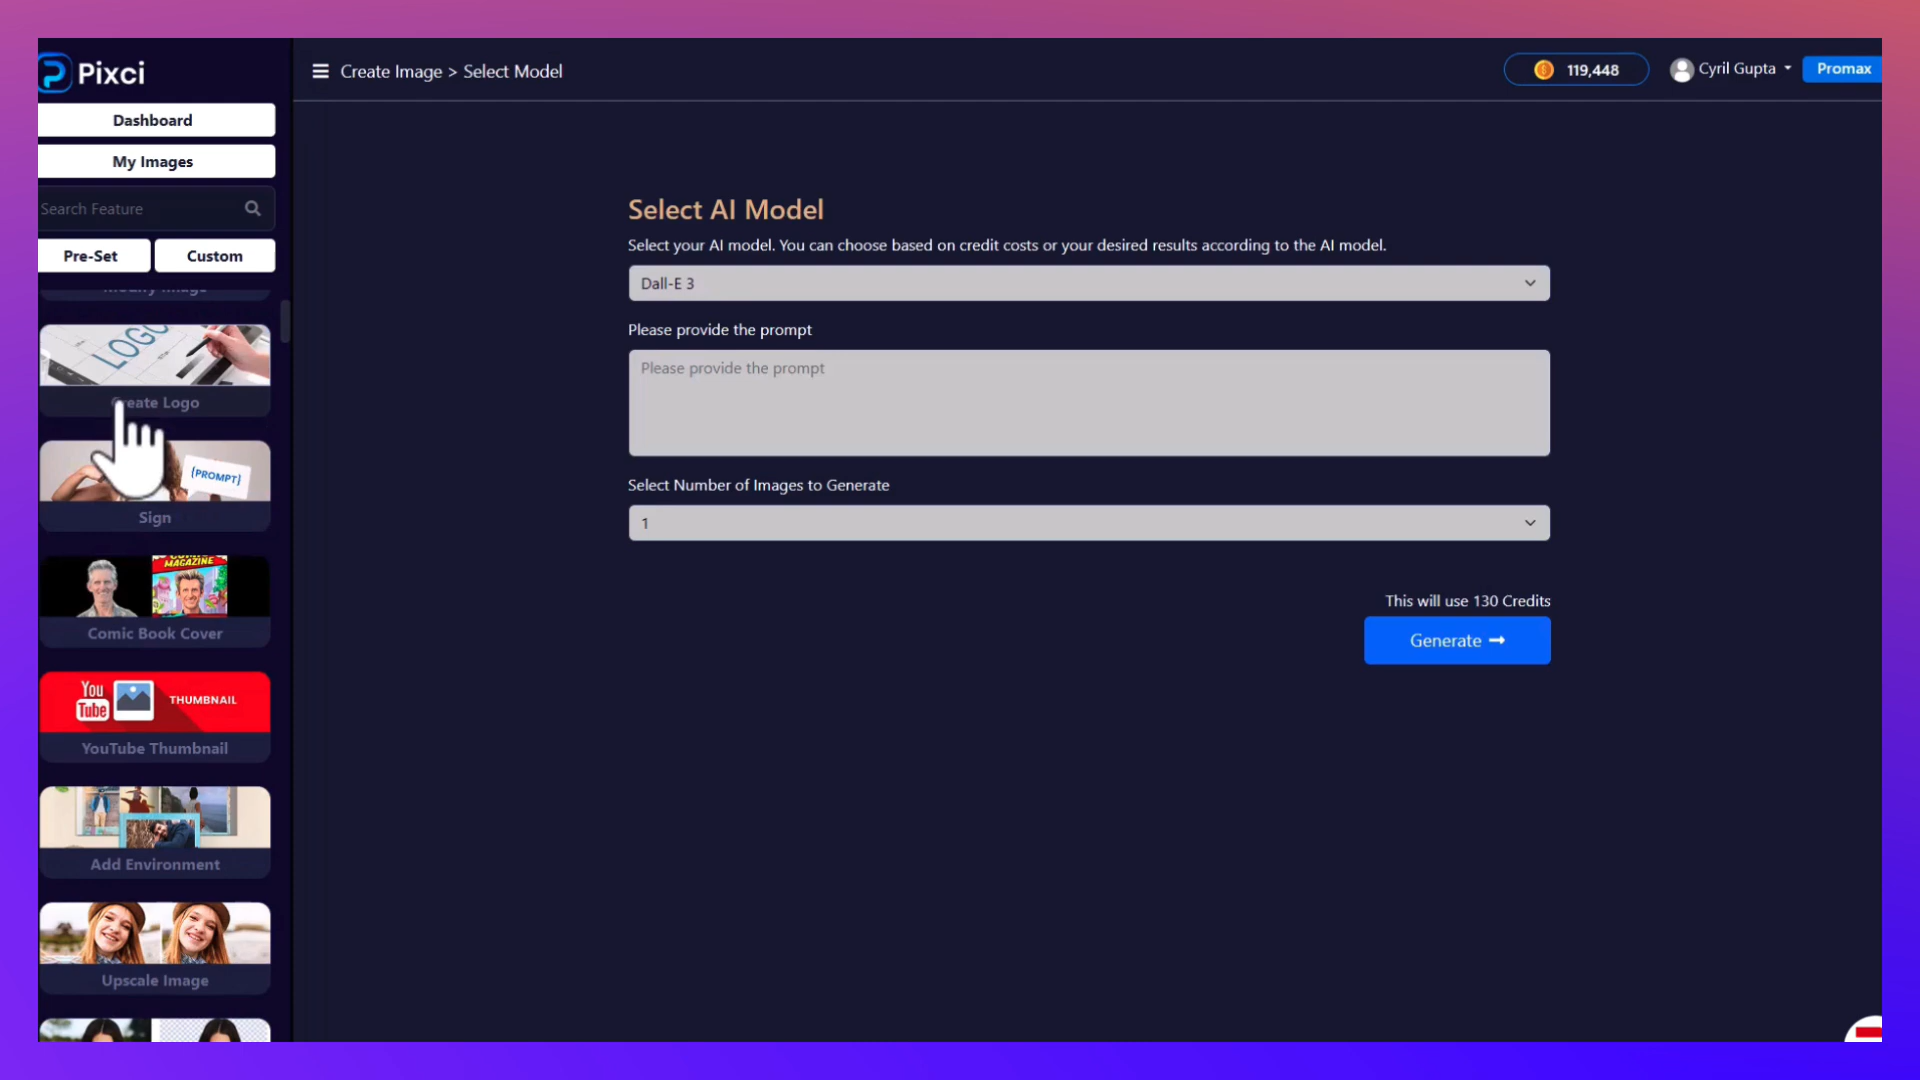 Pixci
Create Image > Select Model
119,448
Cyril Gupta
Promax
Dashboard
My Images
Search Feature
Pre-Set
Custom
Modify Image
LOGO
Create Logo
{PROMPT}
Sign
MAGAZINE
Comic Book Cover
You
Tube
THUMBNAIL
YouTube Thumbnail
Add Environment
Upscale Image
Select AI Model
Select your AI model. You can choose based on credit costs or your desired results according to the AI model.
Dall-E 3
Please provide the prompt
Please provide the prompt
Select Number of Images to Generate
1
This will use 130 Credits
Generate